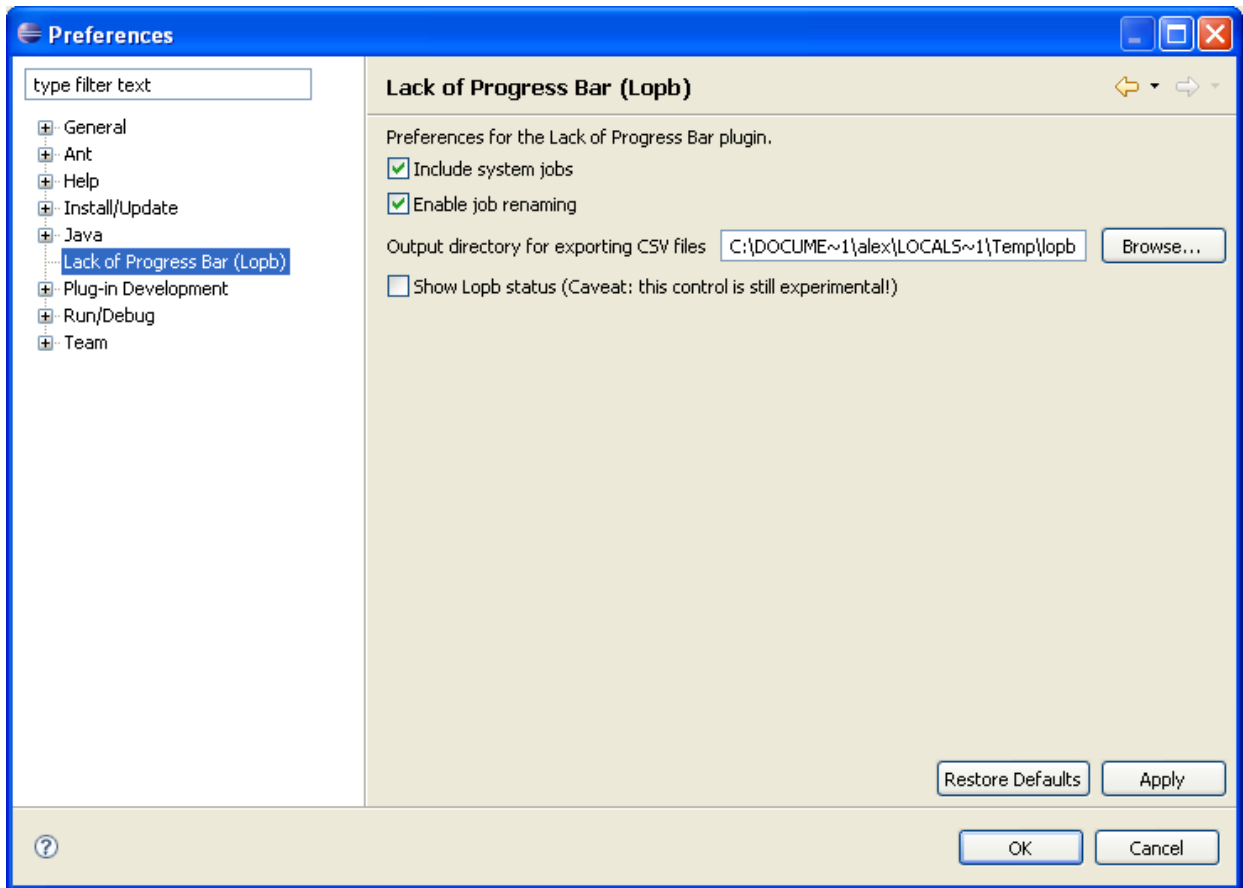 Preferences
type filter text
General
Ant
Help
Install/Update
Java
Lack of Progress Bar (Lopb)
Plug-in Development
Run/Debug
Team
Lack of Progress Bar (Lopb)
Preferences for the Lack of Progress Bar plugin.
Include system jobs
Enable job renaming
Output directory for exporting CSV files C:\DOCUME~1\alex\LOCALS~1\Temp\lopb Browse...
Show Lopb status (Caveat: this control is still experimental!)
Restore Defaults Apply
? OK Cancel